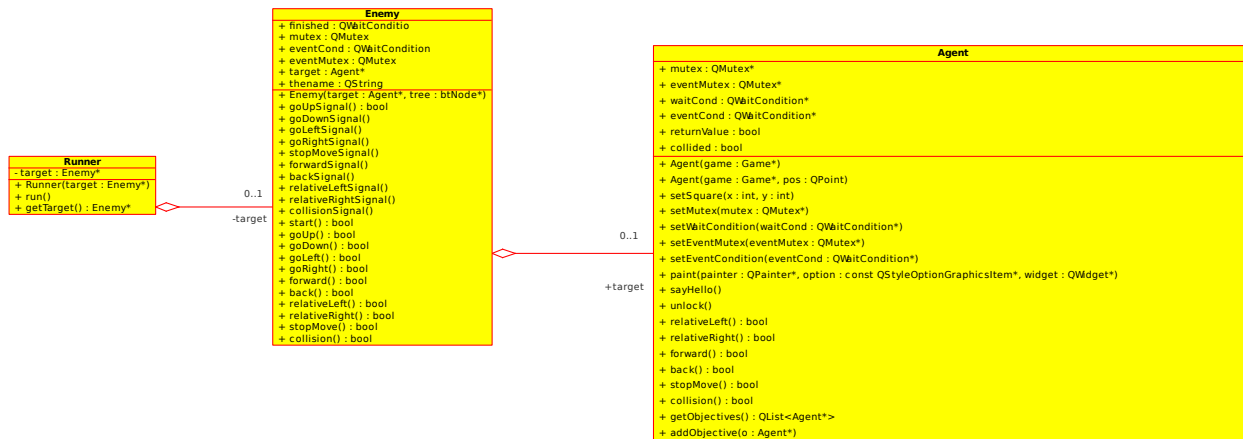 Runner
- target : Enemy*
+ Runner(target : Enemy*)
+ run()
+ getTarget() : Enemy*
0..1
-target
Enemy
+ finished : QWaitConditio
+ mutex : QMutex
+ eventCond : QWaitCondition
+ eventMutex : QMutex
+ target : Agent*
+ thename : QString
+ Enemy(target : Agent*, tree : btNode*)
+ goUpSignal() : bool
+ goDownSignal()
+ goLeftSignal()
+ goRightSignal()
+ stopMoveSignal()
+ forwardSignal()
+ backSignal()
+ relativeLeftSignal()
+ relativeRightSignal()
+ collisionSignal()
+ start() : bool
+ goUp() : bool
+ goDown() : bool
+ goLeft() : bool
+ goRight() : bool
+ forward() : bool
+ back() : bool
+ relativeLeft() : bool
+ relativeRight() : bool
+ stopMove() : bool
+ collision() : bool
0..1
+target
Agent
+ mutex : QMutex*
+ eventMutex : QMutex*
+ waitCond : QWaitCondition*
+ eventCond : QWaitCondition*
+ returnValue : bool
+ collided : bool
+ Agent(game : Game*)
+ Agent(game : Game*, pos : QPoint)
+ setSquare(x : int, y : int)
+ setMutex(mutex : QMutex*)
+ setWaitCondition(waitCond : QWaitCondition*)
+ setEventMutex(eventMutex : QMutex*)
+ setEventCondition(eventCond : QWaitCondition*)
+ paint(painter : QPainter*, option : const QStyleOptionGraphicsItem*, widget : QWidget*)
+ sayHello()
+ unlock()
+ relativeLeft() : bool
+ relativeRight() : bool
+ forward() : bool
+ back() : bool
+ stopMove() : bool
+ collision() : bool
+ getObjectives() : QList<Agent*>
+ addObjective(o : Agent*)